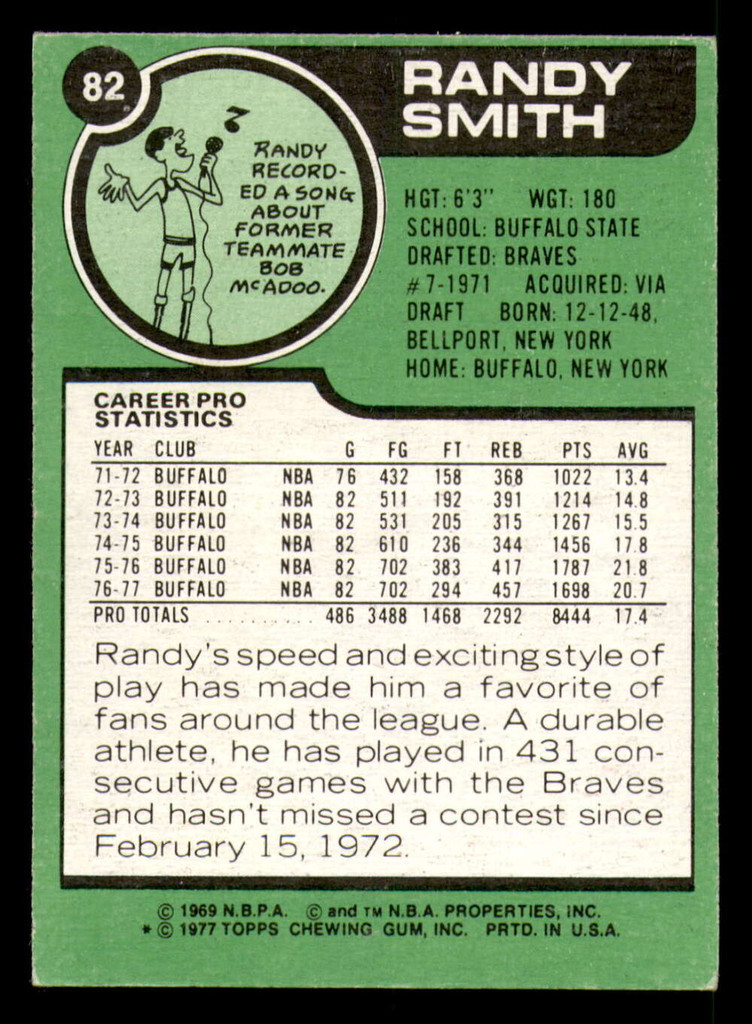 82
RANDY
SMITH
RANDY
RECORD-
ED A SONG
ABOUT
FORMER
TEAMMATE
BOB
McADOO.
HGT: 6'3" WGT: 180
SCHOOL: BUFFALO STATE
DRAFTED: BRAVES
#7-1971 ACQUIRED: VIA
DRAFT BORN: 12-12-48,
BELLPORT, NEW YORK
HOME: BUFFALO, NEW YORK
CAREER PRO
STATISTICS
YEAR CLUB G FG FT REB PTS AVG
71-72 BUFFALO NBA 76 432 158 368 1022 13.4
72-73 BUFFALO NBA 82 511 192 391 1214 14.8
73-74 BUFFALO NBA 82 531 205 315 1267 15.5
74-75 BUFFALO NBA 82 610 236 344 1456 17.8
75-76 BUFFALO NBA 82 702 383 417 1787 21.8
76-77 BUFFALO NBA 82 702 294 457 1698 20.7
PRO TOTALS .......... 486 3488 1468 2292 8444 17.4
Randy's speed and exciting style of
play has made him a favorite of
fans around the league. A durable
athlete, he has played in 431 con-
secutive games with the Braves
and hasn't missed a contest since
February 15, 1972.
© 1969 N.B.P.A. © and TM N.B.A. PROPERTIES, INC.
* © 1977 TOPPS CHEWING GUM, INC. PRTD. IN U.S.A.